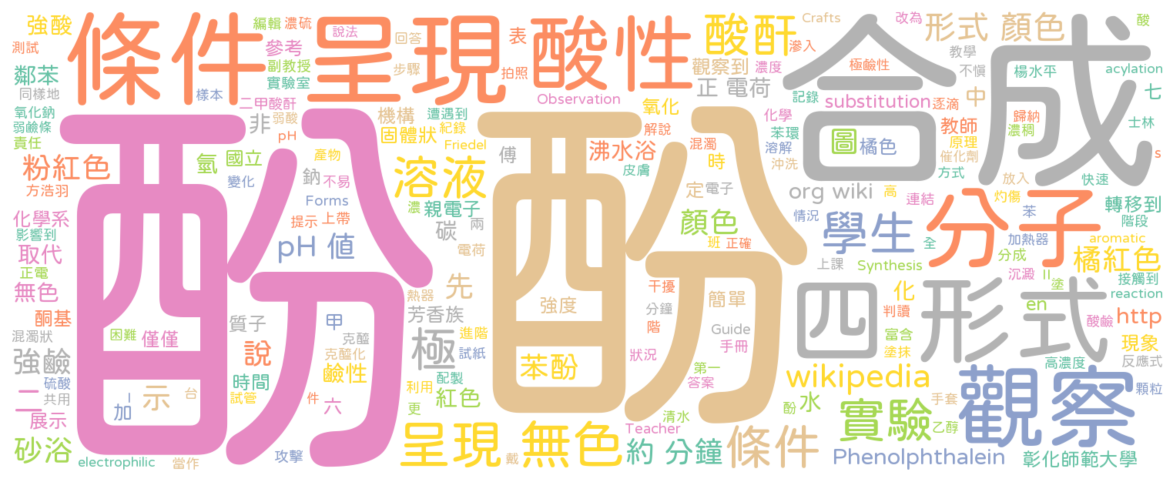 強酸
編輯
濃硫
說法
條件
呈現
酸性
酸酐
Crafts
滲入
合成
形式
顏色
改為
酸
測試
參考
回答
表
拍照
觀察到
濃度
正
電荷
極鹼性
教學
不慎
楊水平
acylation
鄰苯
同樣地
副教授
實驗室
步驟
中
七
氧化鈉
樣本
二甲酸酐
弱酸
Observation
氧化
化學
記錄
substitution
逐滴
濃稠
歸納
士林
弱鹼條
責任
非
pH
機構
遭遇到
固體狀
紀錄
解說
混濁
苯環
溶解
圖
橘色
教師
原理
催化劑
s
粉紅色
氫
國立
產物
Friedel
傅
沸水浴
時
沖洗
方式
快速
方浩羽
變化
鈉
不易
溶液
皮膚
定
電子
org wiki
放入
灼傷
轉移到
階段
化學系
影響到
Forms
濃
親電子
兩
顏色
高
情況
連結
分子
苯
取代
提示
上帶
碳
電荷
班
正確
學生
全
加熱器
aromatic
正電
pH 值
酚
酚
上課
Synthesis
分成
沉澱
II
塗
橘紅色
接觸到
無色
熱器
先
干擾
四
形式
化
en
reaction
酮基
混濁狀
質子
甲
強度
芳香族
分鐘
簡單
判讀
富含
酸鹼
http
困難
僅僅
克醯
極
進階
階
Guide
塗抹
現象
強鹼
說
克醯化
試紙
苯酚
狀況
手冊
高濃度
反應式
硫酸
時間
鹼性
配製
第一
wikipedia
觀察
二
共用
加
示
台
試管
件
六
利用
更
紅色
答案
酚
水
手套
顆粒
展示
清水
實驗
乙醇
砂浴
electrophilic
當作
攻擊
呈現
戴
無色
Teacher
約
分鐘
條件
Phenolphthalein
彰化師範大學